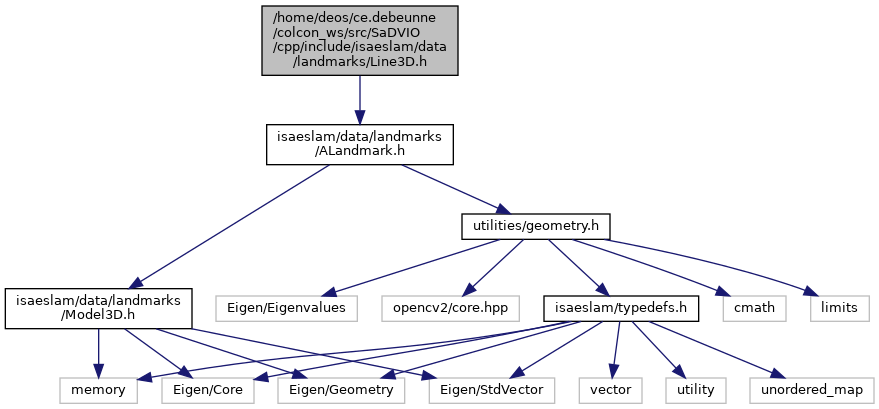 /home/deos/ce.debeunne
/colcon_ws/src/SaDVIO
/cpp/include/isaeslam/data
/landmarks/Line3D.h
isaeslam/data/landmarks
/ALandmark.h
utilities/geometry.h
isaeslam/data/landmarks
/Model3D.h
Eigen/Eigenvalues
opencv2/core.hpp
isaeslam/typedefs.h
cmath
limits
memory
Eigen/Core
Eigen/Geometry
Eigen/StdVector
vector
utility
unordered_map